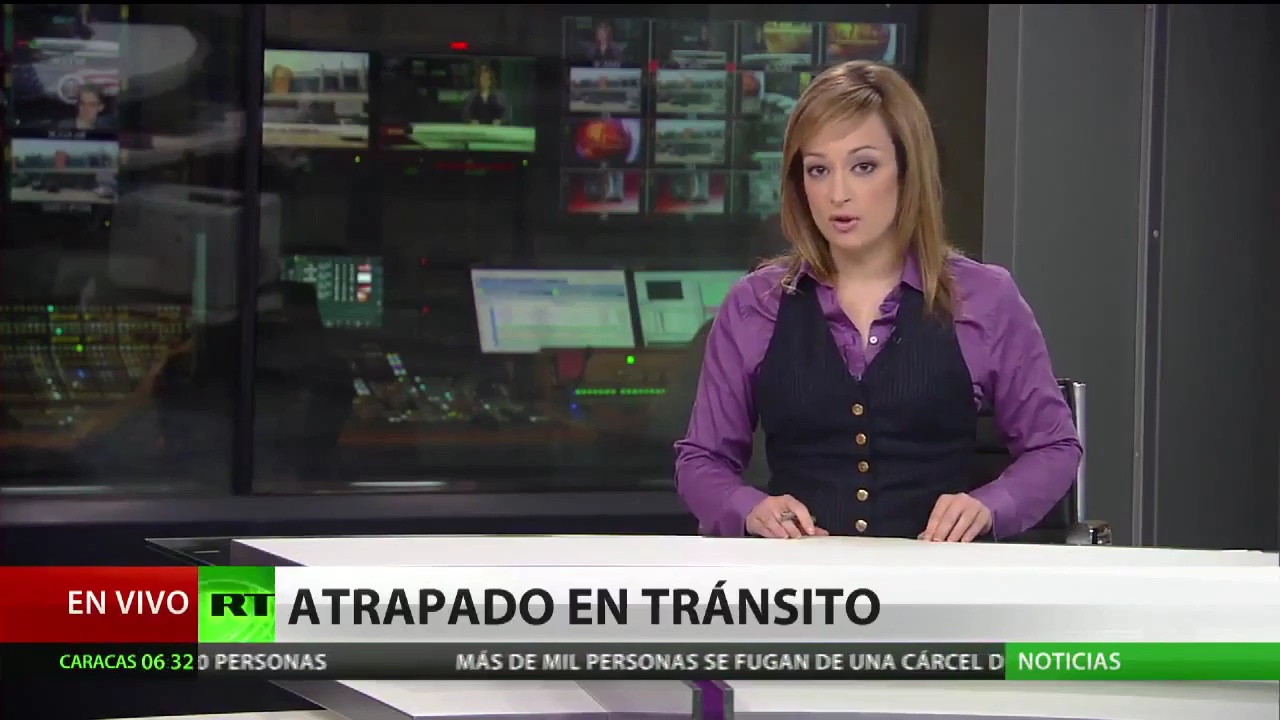 EN VIVO RT ATRAPADO EN TRÁNSITO
CARACAS 06:32 0 PERSONAS MÁS DE MIL PERSONAS SE FUGAN DE UNA CÁRCEL D NOTICIAS